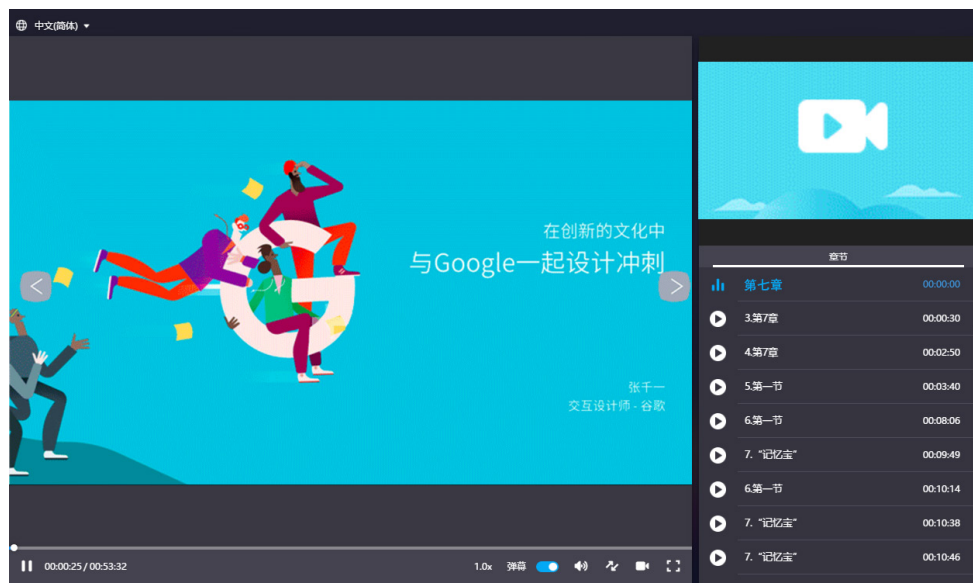 中文(简体)
在创新的文化中
与Google一起设计冲刺
张千一
交互设计师 - 谷歌
G
00:00:25 / 00:53:32
1.0x 弹幕
章节
第七章 00:00:00
3.第7章 00:00:30
4.第7章 00:02:50
5.第一节 00:03:40
6.第一节 00:08:06
7. “记忆宝” 00:09:49
6.第一节 00:10:14
7. “记忆宝” 00:10:38
7. “记忆宝” 00:10:46